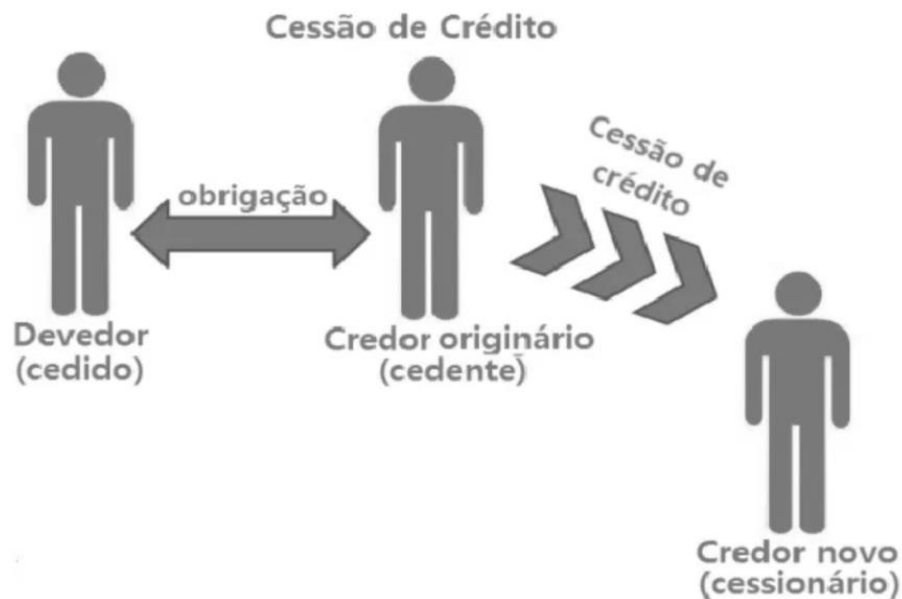 Cessão de Crédito
obrigação
Cessão de
crédito
Devedor
(cedido)
Credor originário
(cedente)
Credor novo
(cessionário)